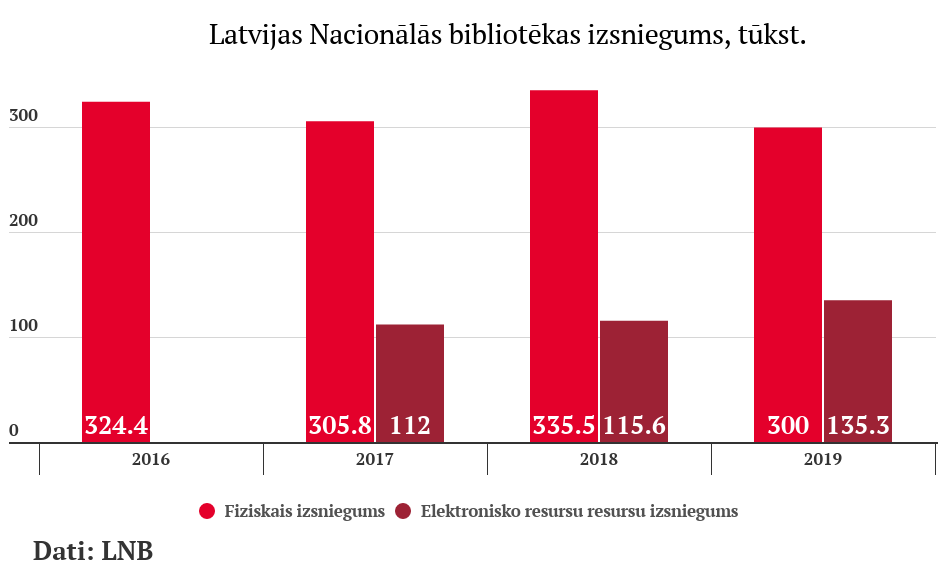 Latvijas Nacionālās bibliotēkas izsniegums, tūkst.
300
200
100
0
324.4
305.8 112
335.5 115.6
300 135.3
2016 2017 2018 2019
Fiziskais izsniegums Elektronisko resursu resursu izsniegums
Dati: LNB